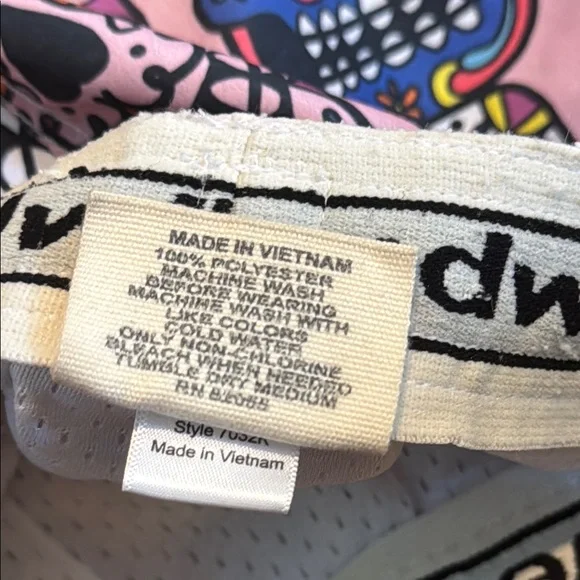 MADE IN VIETNAM
100% POLYESTER
MACHINE WASH
BEFORE WEARING
MACHINE WASH WITH
LIKE COLORS
COLD WATER
ONLY NON-CHLORINE
BLEACH WHEN NEEDED
TUMBLE DRY MEDIUM
RN
Style 7032K
Made in Vietnam